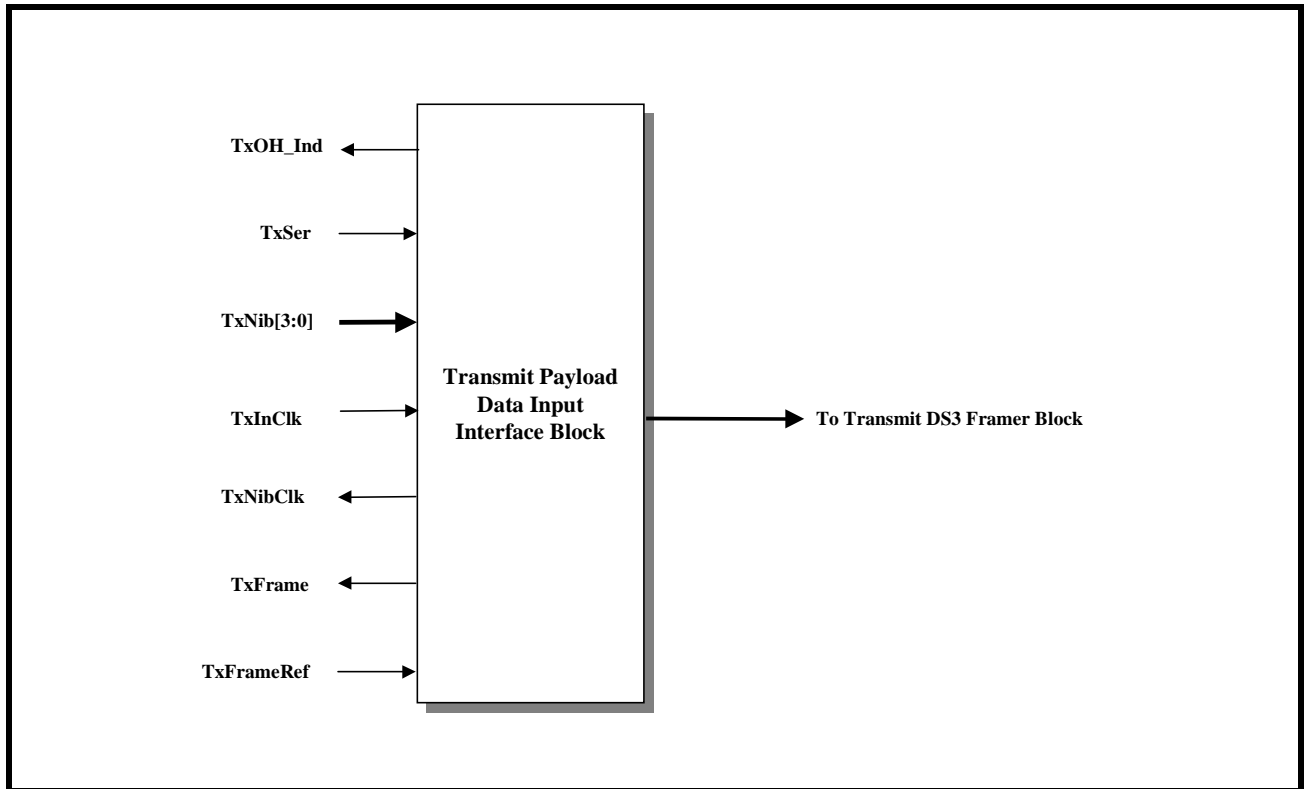 TxOH_Ind
TxSer
TxNib[3:0]
TxInClk
TxNibClk
TxFrame
TxFrameRef
Transmit Payload
Data Input
Interface Block
To Transmit DS3 Framer Block